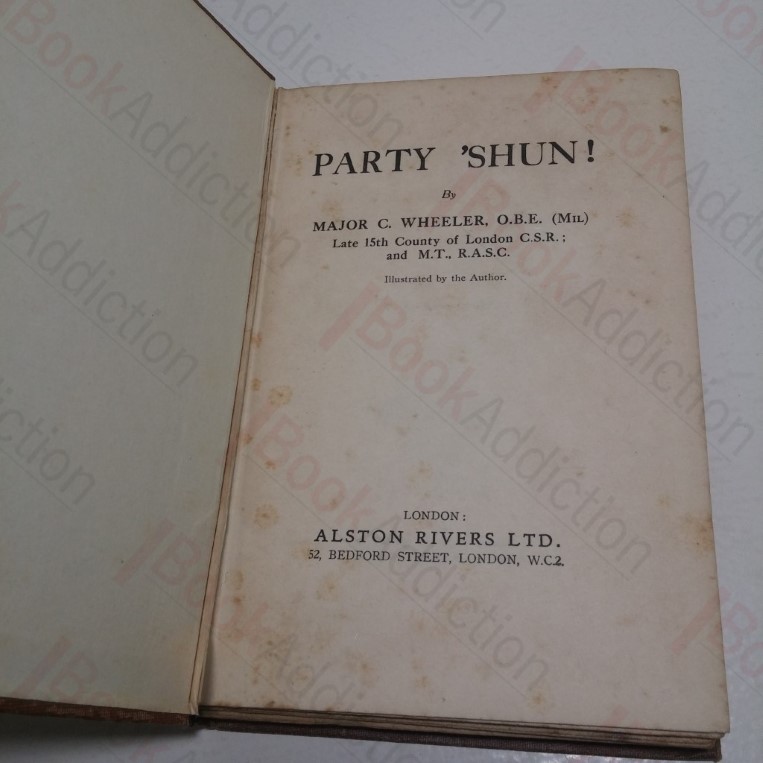 PARTY 'SHUN!
By
MAJOR C. WHEELER, O.B.E. (MIL)
Late 15th County of London C.S.R.;
and M.T., R.A.S.C.
Illustrated by the Author.
LONDON:
ALSTON RIVERS LTD.
52, BEDFORD STREET, LONDON, W.C.2.
BookAddiction